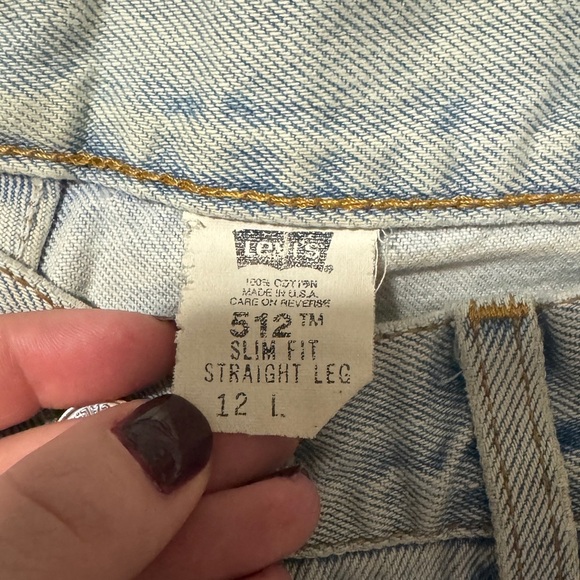 Levi's
100% COTTON
MADE IN U.S.A.
CARE ON REVERSE
512™
SLIM FIT
STRAIGHT LEG
12 L